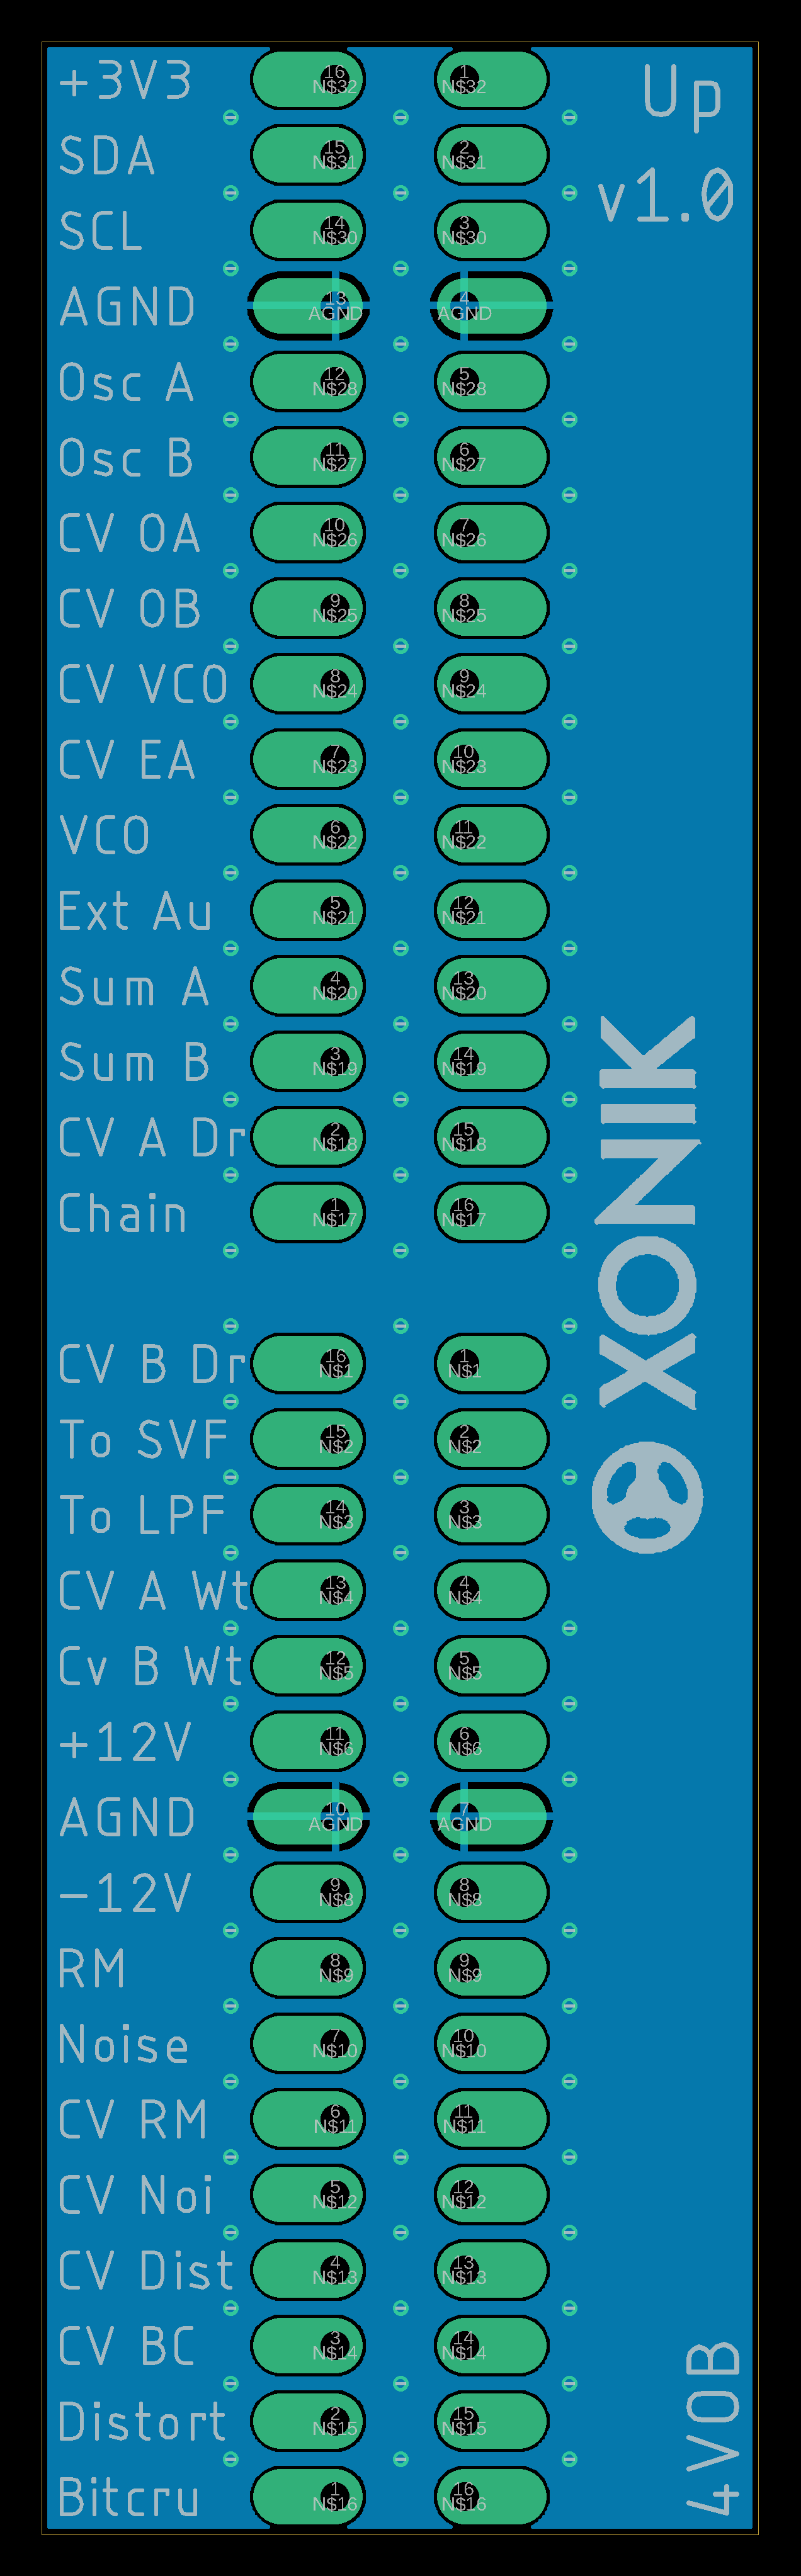 +3V3 16 N$32 1 N$32 Up
SDA 15 N$31 2 N$31 v1.0
SCL 14 N$30 3 N$30
AGND 13 AGND 4 AGND
Osc A 12 N$28 5 N$28
Osc B 11 N$27 6 N$27
CV OA 10 N$26 7 N$26
CV OB 9 N$25 8 N$25
CV VCO 8 N$24 9 N$24
CV EA 7 N$23 10 N$23
VCO 6 N$22 11 N$22
Ext Au 5 N$21 12 N$21
Sum A 4 N$20 13 N$20
Sum B 3 N$19 14 N$19
CV A Dr 2 N$18 15 N$18
Chain 1 N$17 16 N$17
XONIK
CV B Dr 16 N$1 1 N$1
To SVF 15 N$2 2 N$2
To LPF 14 N$3 3 N$3
CV A Wt 13 N$4 4 N$4
Cv B Wt 12 N$5 5 N$5
+12V 11 N$6 6 N$6
AGND 10 AGND 7 AGND
-12V 9 N$8 8 N$8
RM 8 N$9 9 N$9
Noise 7 N$10 10 N$10
CV RM 6 N$11 11 N$11
CV Noi 5 N$12 12 N$12
CV Dist 4 N$13 13 N$13
CV BC 3 N$14 14 N$14
Distort 2 N$15 15 N$15
Bitcru 1 N$16 16 N$16
4VOB